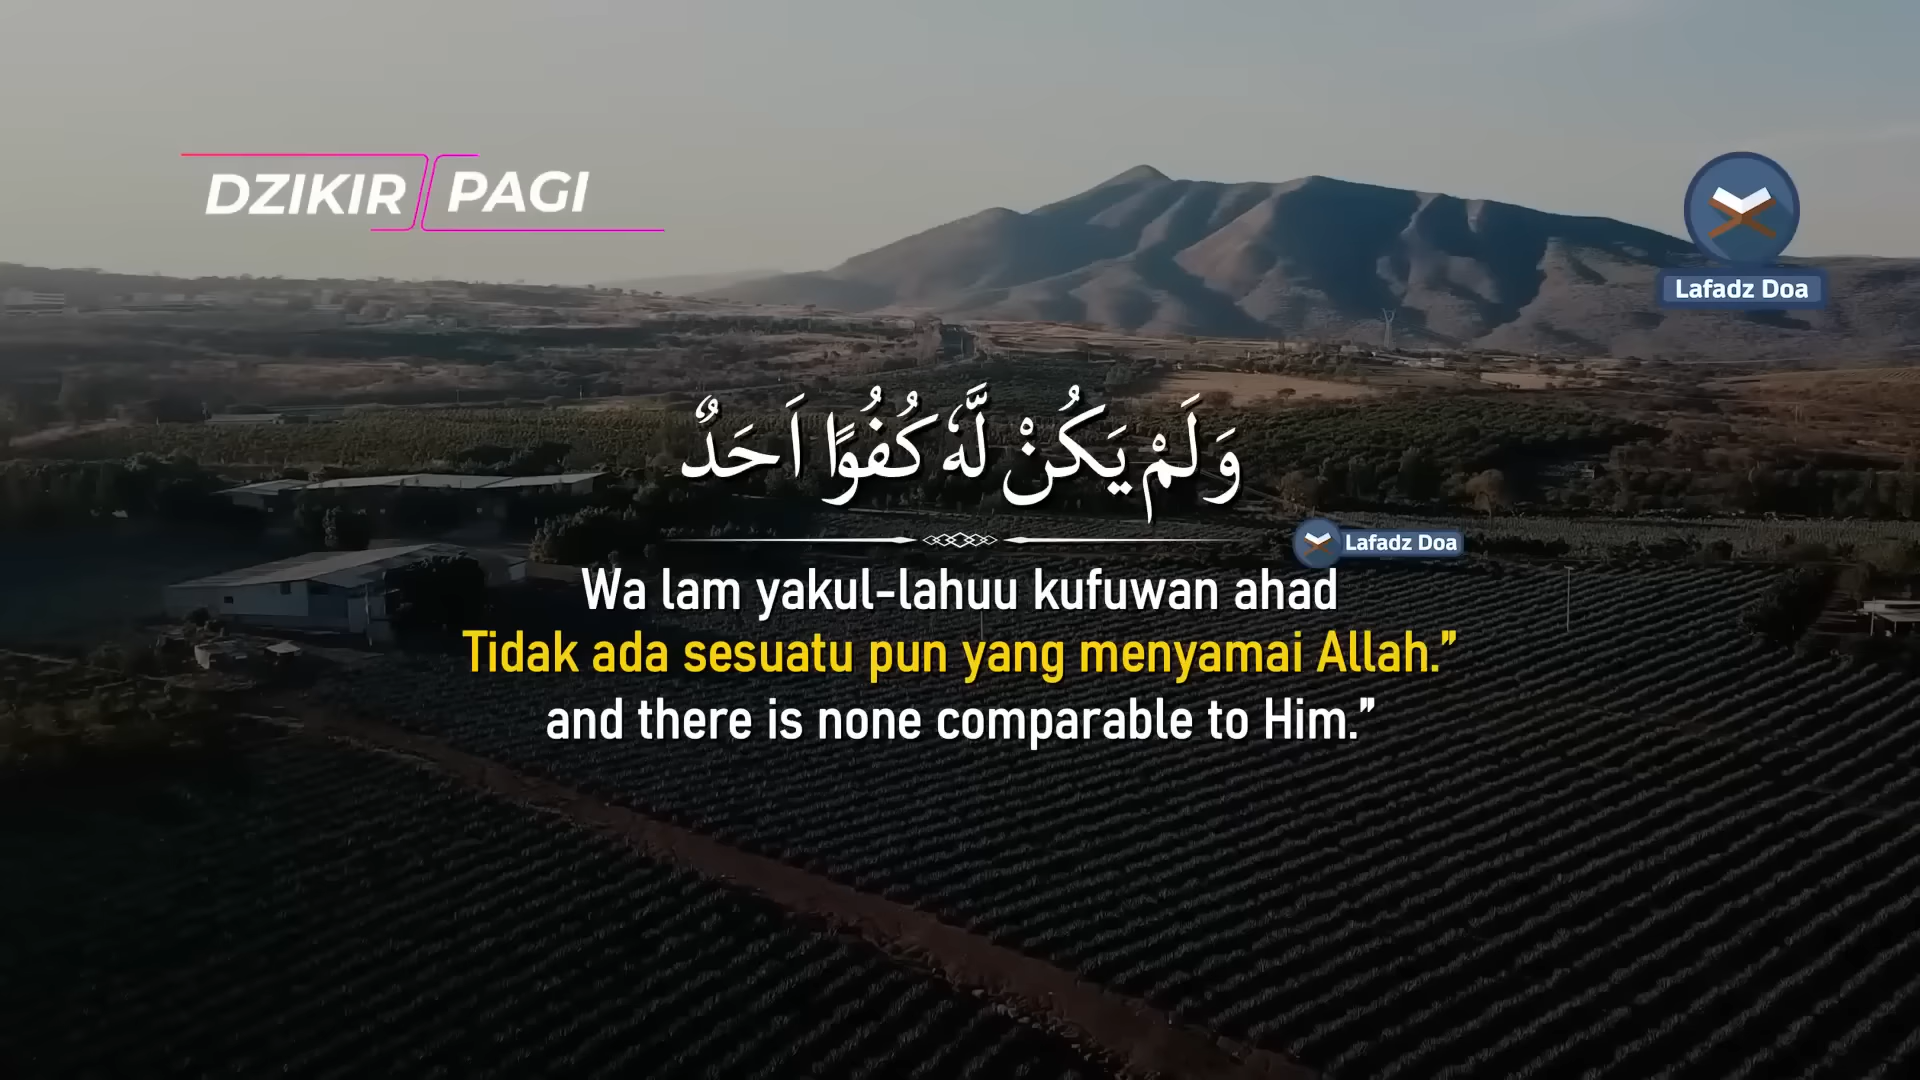 DZIKIR PAGI
Lafadz Doa
وَلَمْ يَكُنْ لَّهٗ كُفُوًا اَحَدٌ
Lafadz Doa
Wa lam yakul-lahuu kufuwan ahad
Tidak ada sesuatu pun yang menyamai Allah.”
and there is none comparable to Him.”